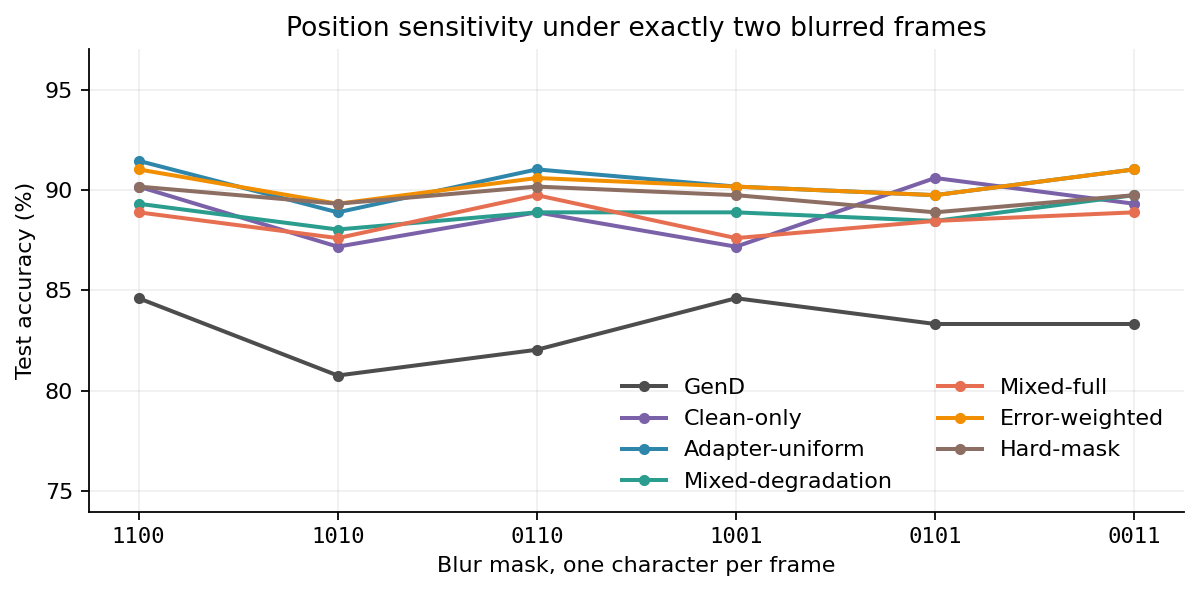 Position sensitivity under exactly two blurred frames
Test accuracy (%)
95
90
85
80
75
GenD
Clean-only
Adapter-uniform
Mixed-degradation
Mixed-full
Error-weighted
Hard-mask
1100 1010 0110 1001 0101 0011
Blur mask, one character per frame